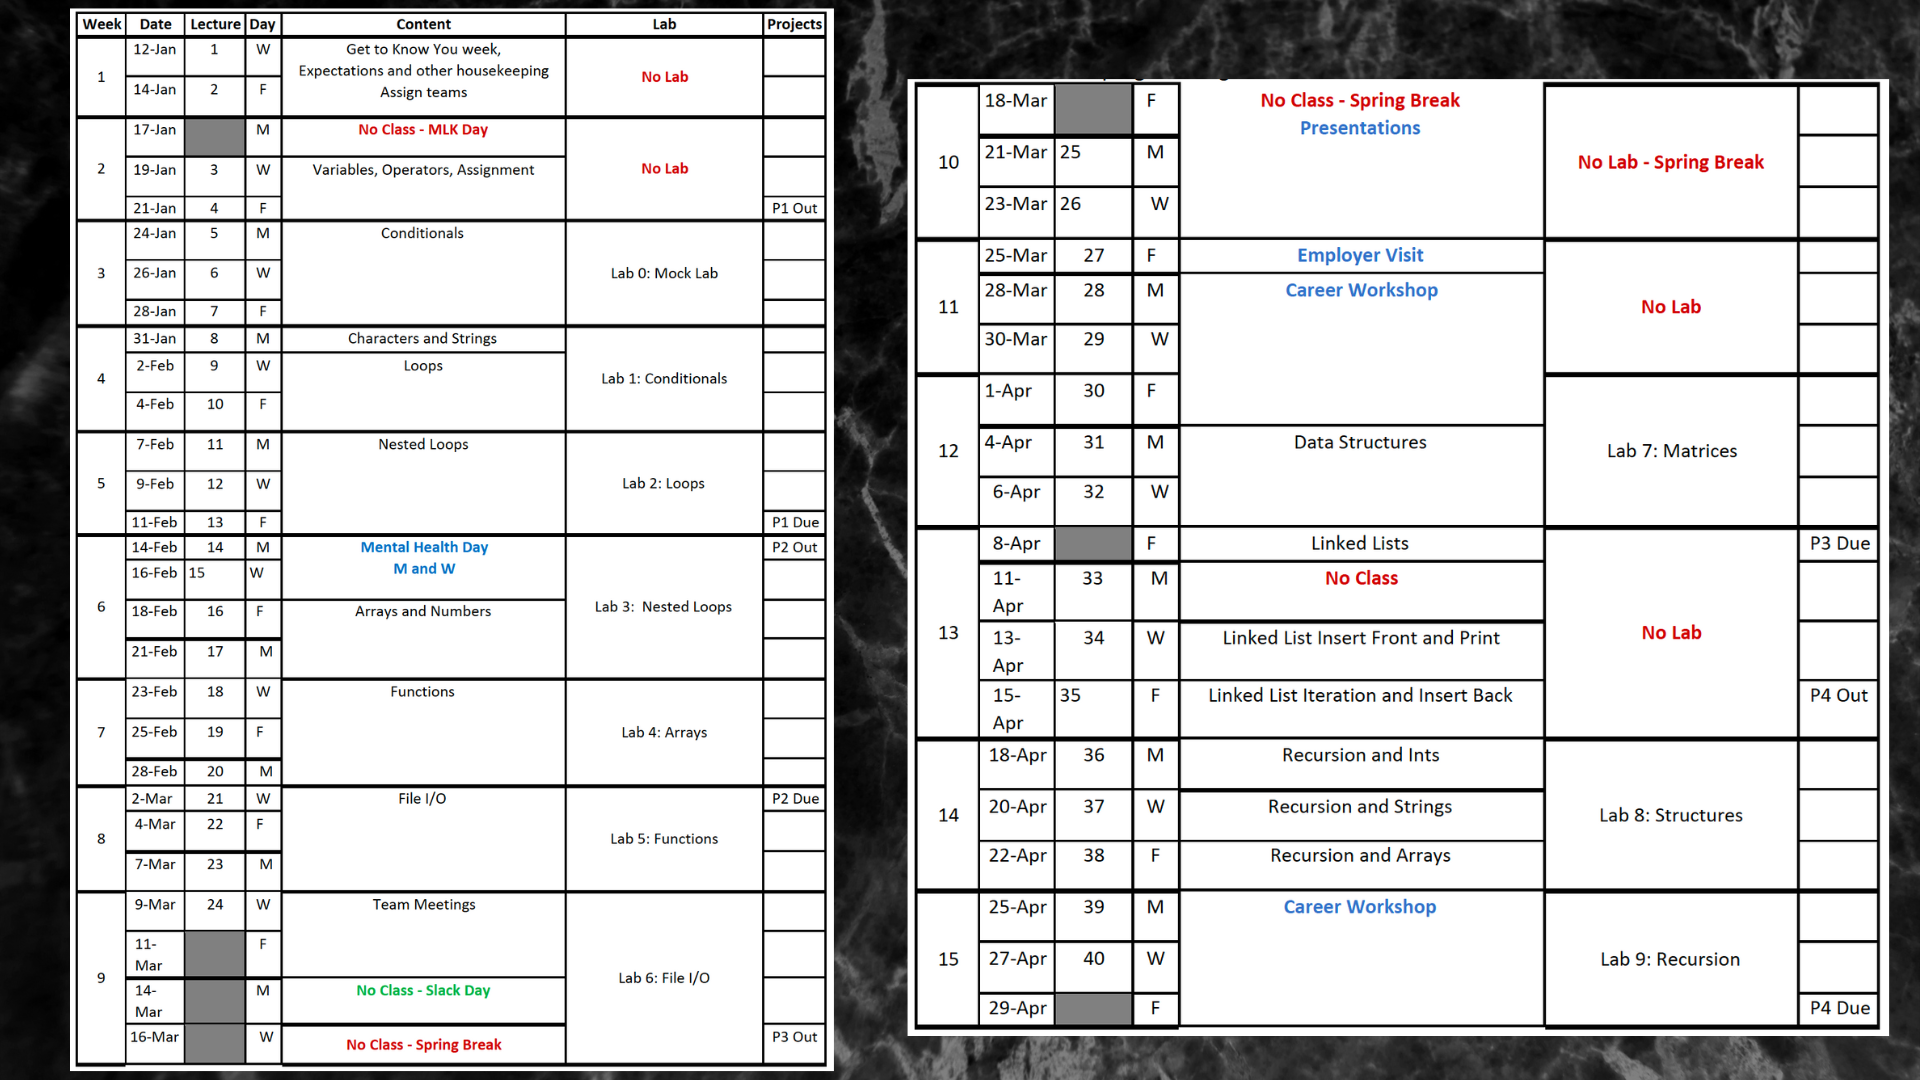 Week Date Lecture Day Content Lab Projects
1
12-Jan 1 W Get to Know You week,
Expectations and other housekeeping
Assign teams
No Lab
14-Jan 2 F
2
17-Jan M No Class - MLK Day
No Lab
19-Jan 3 W Variables, Operators, Assignment
21-Jan 4 F P1 Out
3
24-Jan 5 M Conditionals
26-Jan 6 W Lab 0: Mock Lab
28-Jan 7 F
4
31-Jan 8 M Characters and Strings
2-Feb 9 W Loops
Lab 1: Conditionals
4-Feb 10 F
5
7-Feb 11 M Nested Loops
9-Feb 12 W Lab 2: Loops
11-Feb 13 F P1 Due
6
14-Feb 14 M Mental Health Day P2 Out
M and W
16-Feb 15 W
18-Feb 16 F Arrays and Numbers
Lab 3: Nested Loops
21-Feb 17 M
7
23-Feb 18 W Functions
25-Feb 19 F Lab 4: Arrays
28-Feb 20 M
8
2-Mar 21 W File I/O P2 Due
4-Mar 22 F Lab 5: Functions
7-Mar 23 M
9
9-Mar 24 W Team Meetings
11-
Mar
F
Lab 6: File I/O
14-
Mar
M No Class - Slack Day
16-Mar W No Class - Spring Break P3 Out
10
18-Mar F No Class - Spring Break
Presentations
21-Mar 25 M No Lab - Spring Break
23-Mar 26 W
11
25-Mar 27 F Employer Visit
28-Mar 28 M Career Workshop
No Lab
30-Mar 29 W
12
1-Apr 30 F
4-Apr 31 M Data Structures Lab 7: Matrices
6-Apr 32 W
13
8-Apr F Linked Lists P3 Due
11-
Apr
33 M No Class
No Lab
13-
Apr
34 W Linked List Insert Front and Print
15-
Apr
35 F Linked List Iteration and Insert Back P4 Out
14
18-Apr 36 M Recursion and Ints
20-Apr 37 W Recursion and Strings Lab 8: Structures
22-Apr 38 F Recursion and Arrays
15
25-Apr 39 M Career Workshop
27-Apr 40 W Lab 9: Recursion
29-Apr F P4 Due